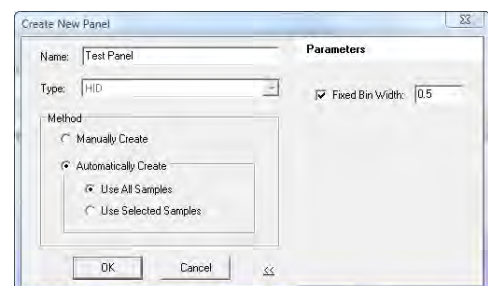 Create New Panel
Name: Test Panel
Type: HID
Method
Manually Create
Automatically Create
Use All Samples
Use Selected Samples
OK Cancel <<
Parameters
Fixed Bin Width: 0.5